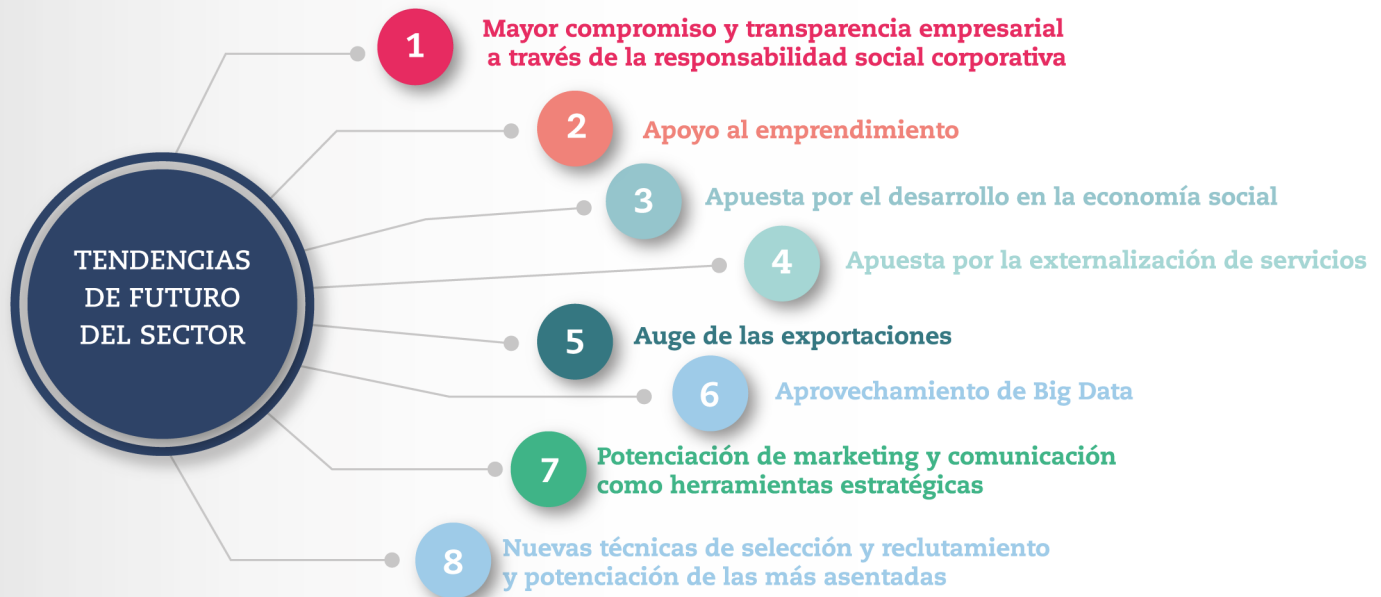 TENDENCIAS
DE FUTURO
DEL SECTOR
1
Mayor compromiso y transparencia empresarial
a través de la responsabilidad social corporativa
2
Apoyo al emprendimiento
3
Apuesta por el desarrollo en la economía social
4
Apuesta por la externalización de servicios
5
Auge de las exportaciones
6
Aprovechamiento de Big Data
7
Potenciación de marketing y comunicación
como herramientas estratégicas
8
Nuevas técnicas de selección y reclutamiento
y potenciación de las más asentadas